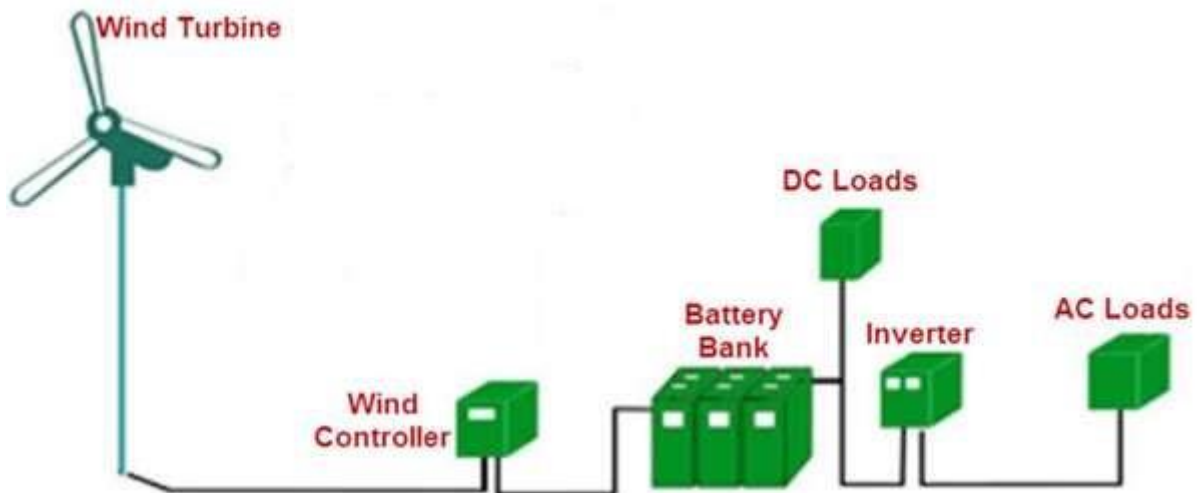 Wind Turbine
DC Loads
Battery
Bank
Inverter
AC Loads
Wind
Controller